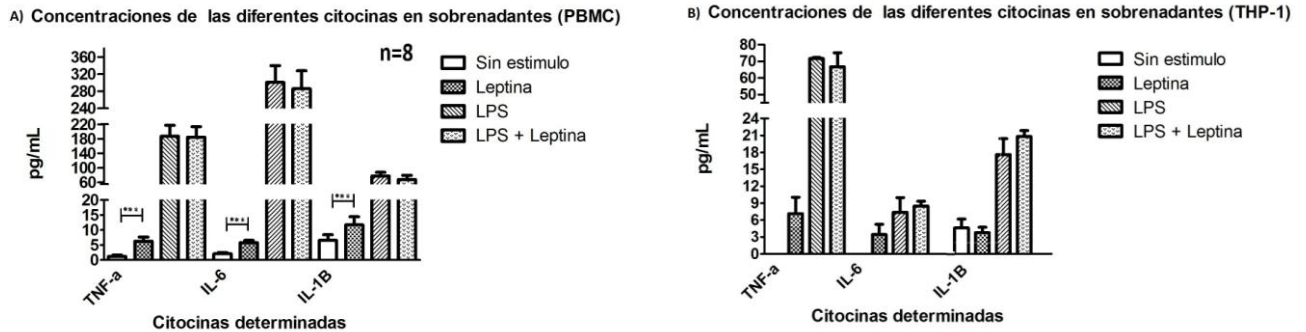 A) Concentraciones de las diferentes citocinas en sobrenadantes (PBMC)
n=8
Sin estimulo
Leptina
LPS
LPS + Leptina
pg/mL
360
320
280
240
220
180
140
100
60
20
15
10
5
0
***
***
***
TNF-a
IL-6
IL-1B
Citocinas determinadas
B) Concentraciones de las diferentes citocinas en sobrenadantes (THP-1)
Sin estimulo
Leptina
LPS
LPS + Leptina
pg/mL
80
70
60
50
40
24
21
18
15
12
9
6
3
0
TNF-a
IL-6
IL-1B
Citocinas determinadas